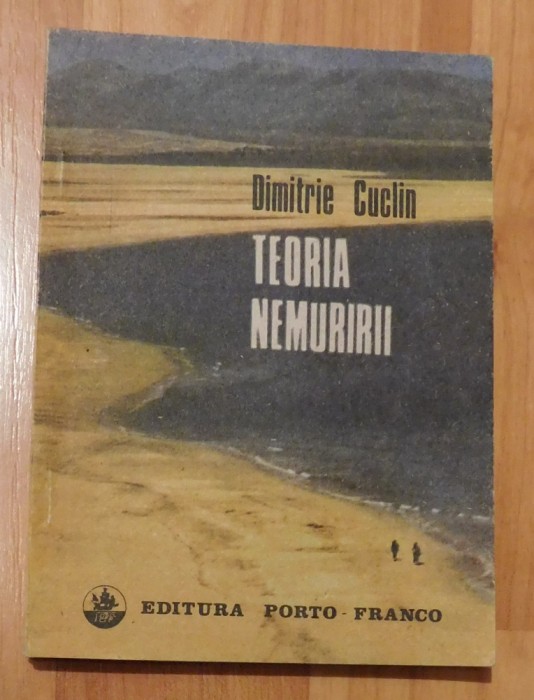 Dimitrie Cuclin
TEORIA
NEMURIRII
EDITURA PORTO - FRANCO